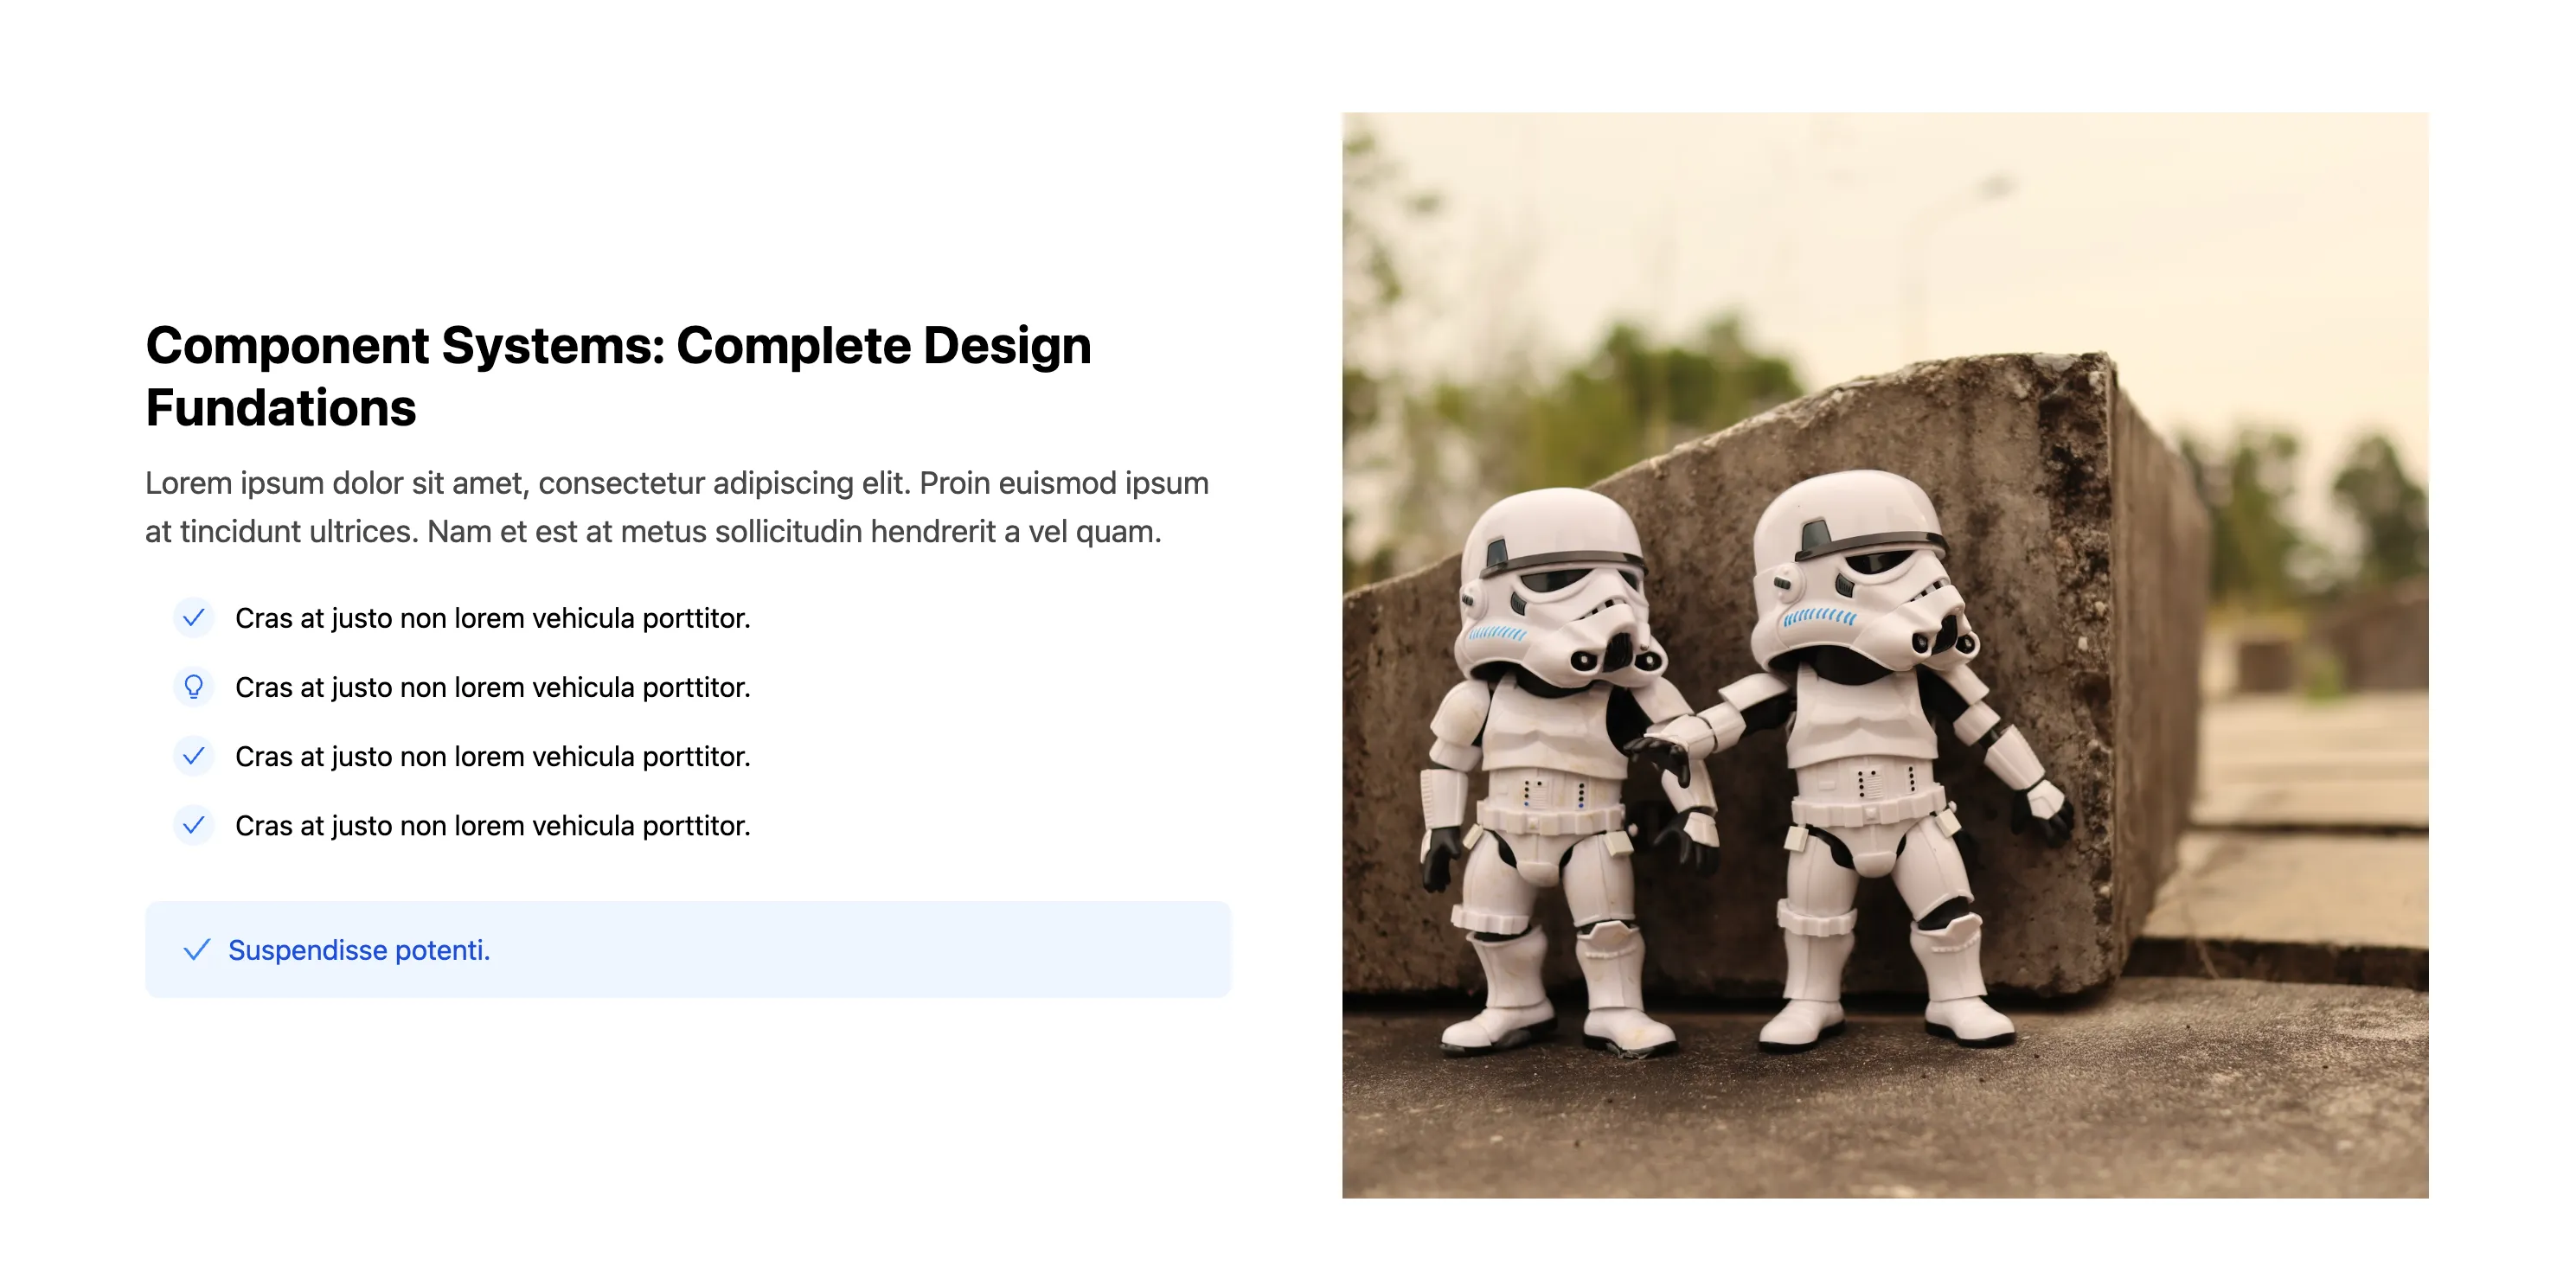 Component Systems: Complete Design
Fundations
Lorem ipsum dolor sit amet, consectetur adipiscing elit. Proin euismod ipsum
at tincidunt ultrices. Nam et est at metus sollicitudin hendrerit a vel quam.
Cras at justo non lorem vehicula porttitor.
Cras at justo non lorem vehicula porttitor.
Cras at justo non lorem vehicula porttitor.
Cras at justo non lorem vehicula porttitor.
Suspendisse potenti.